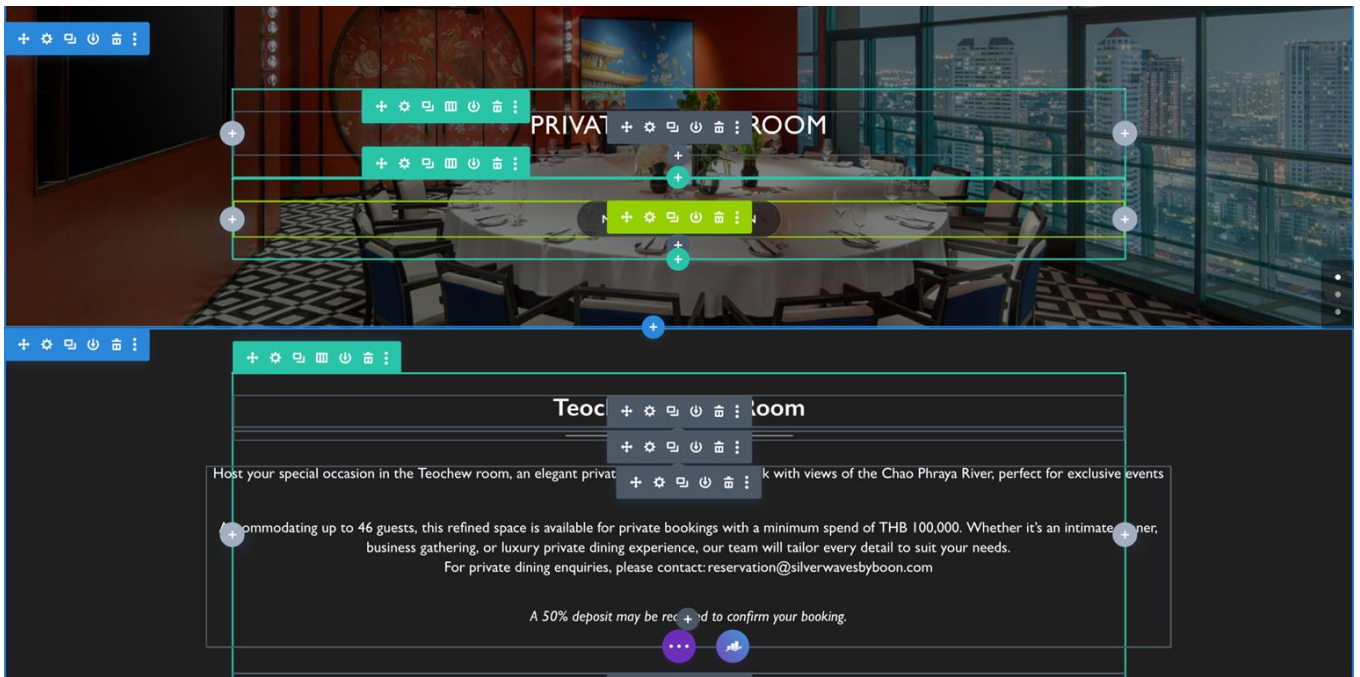 PRIVAT ROOM
N N
Teoc Room
Host your special occasion in the Teochew room, an elegant privat k with views of the Chao Phraya River, perfect for exclusive events
ommodating up to 46 guests, this refined space is available for private bookings with a minimum spend of THB 100,000. Whether it’s an intimate ner,
business gathering, or luxury private dining experience, our team will tailor every detail to suit your needs.
For private dining enquiries, please contact: reservation@silverwavesbyboon.com
A 50% deposit may be req d to confirm your booking.